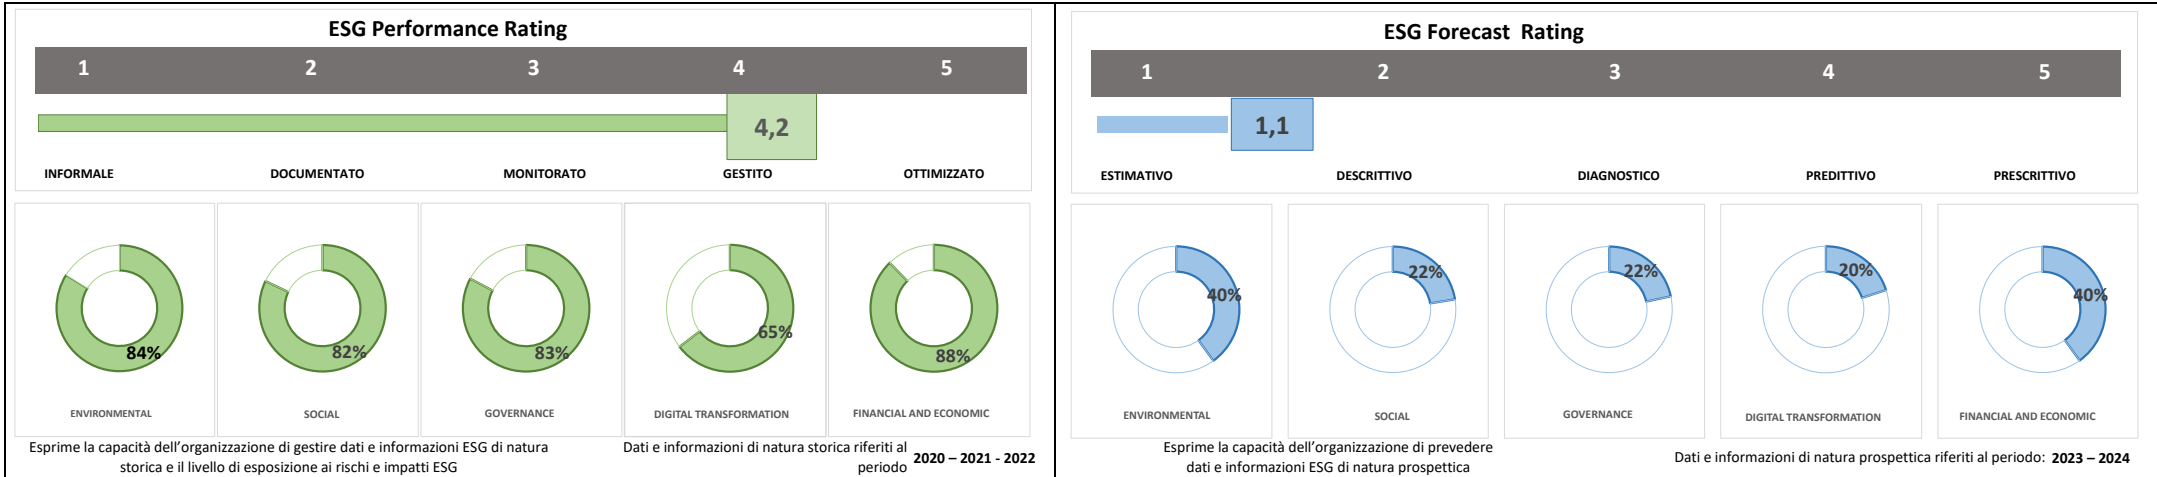 ESG Performance Rating
1 2 3 4 5
4,2
INFORMALE DOCUMENTATO MONITORATO GESTITO OTTIMIZZATO
84% 82% 83% 65% 88%
ENVIRONMENTAL SOCIAL GOVERNANCE DIGITAL TRANSFORMATION FINANCIAL AND ECONOMIC
Esprime la capacità dell'organizzazione di gestire dati e informazioni ESG di natura
storica e il livello di esposizione ai rischi e impatti ESG
Dati e informazioni di natura storica riferiti al
periodo 2020 – 2021 - 2022
ESG Forecast Rating
1 2 3 4 5
1,1
ESTIMATIVO DESCRITTIVO DIAGNOSTICO PREDITTIVO PRESCRITTIVO
40% 22% 22% 20% 40%
ENVIRONMENTAL SOCIAL GOVERNANCE DIGITAL TRANSFORMATION FINANCIAL AND ECONOMIC
Esprime la capacità dell'organizzazione di prevedere
dati e informazioni ESG di natura prospettica
Dati e informazioni di natura prospettica riferiti al periodo: 2023 – 2024